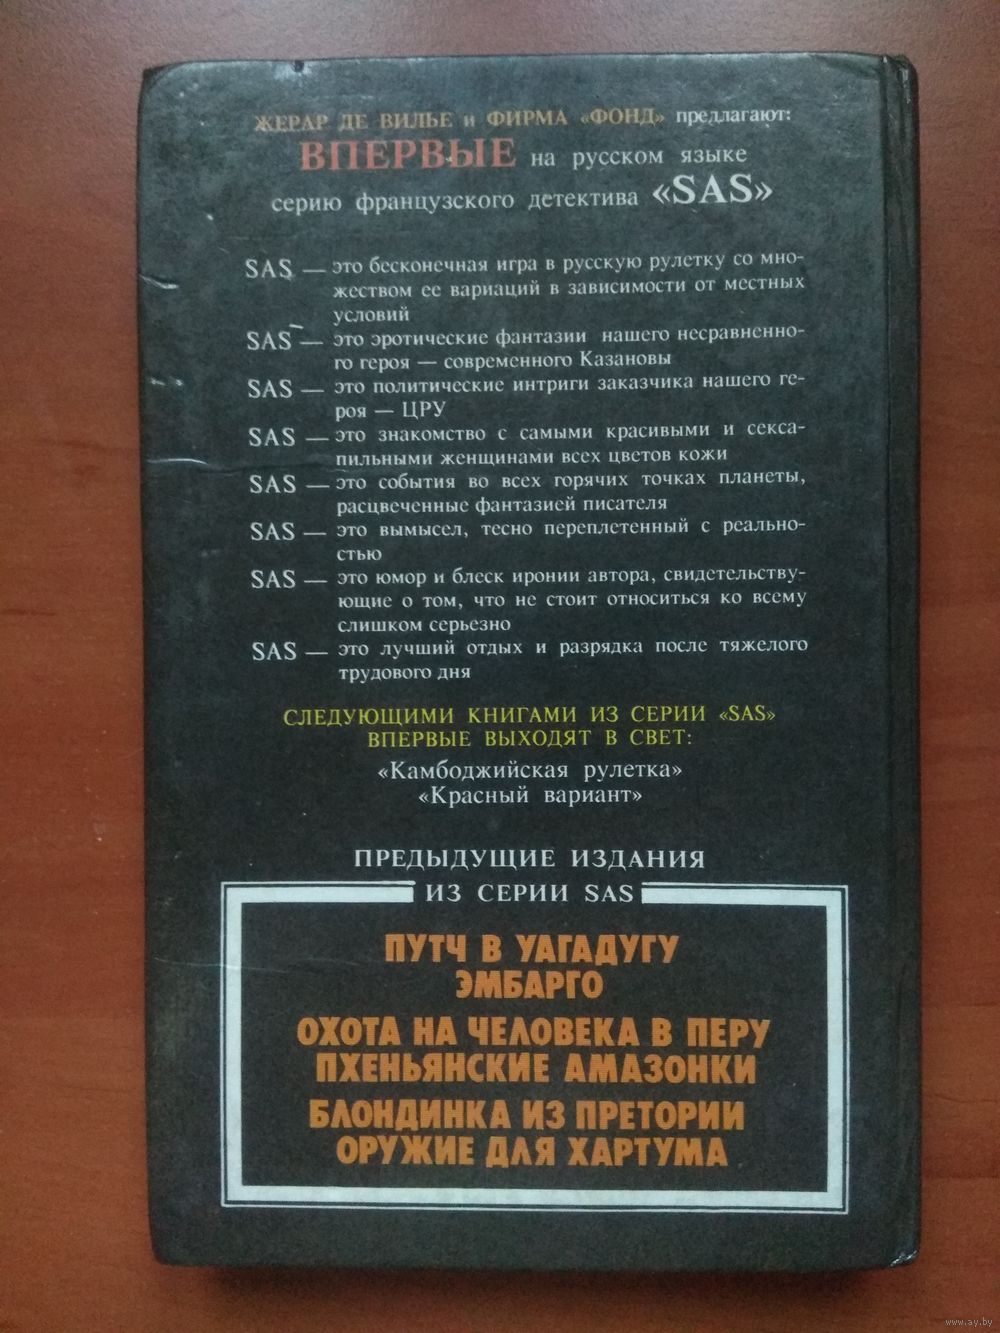 ЖЕРАР ДЕ ВИЛЬЕ и ФИРМА «ФОНД» предлагают:
ВПЕРВЫЕ на русском языке
серию французского детектива «SAS»
SAS — это бесконечная игра в русскую рулетку со мно-
жеством ее вариаций в зависимости от местных
условий
SAS — это эротические фантазии нашего несравненно-
го героя — современного Казановы
SAS — это политические интриги заказчика нашего ге-
роя — ЦРУ
SAS — это знакомство с самыми красивыми и секса-
пильными женщинами всех цветов кожи
SAS — это события во всех горячих точках планеты,
расцвеченные фантазией писателя
SAS — это вымысел, тесно переплетенный с реально-
стью
SAS — это юмор и блеск иронии автора, свидетельству-
ющие о том, что не стоит относиться ко всему
слишком серьезно
SAS — это лучший отдых и разрядка после тяжелого
трудового дня
СЛЕДУЮЩИМИ КНИГАМИ ИЗ СЕРИИ «SAS»
ВПЕРВЫЕ ВЫХОДЯТ В СВЕТ:
«Камбоджийская рулетка»
«Красный вариант»
ПРЕДЫДУЩИЕ ИЗДАНИЯ
ИЗ СЕРИИ SAS
ПУТЧ В УАГАДУГУ
ЭМБАРГО
ОХОТА НА ЧЕЛОВЕКА В ПЕРУ
ПХЕНЬЯНСКИЕ АМАЗОНКИ
БЛОНДИНКА ИЗ ПРЕТОРИИ
ОРУЖИЕ ДЛЯ ХАРТУМА
www.ay.by